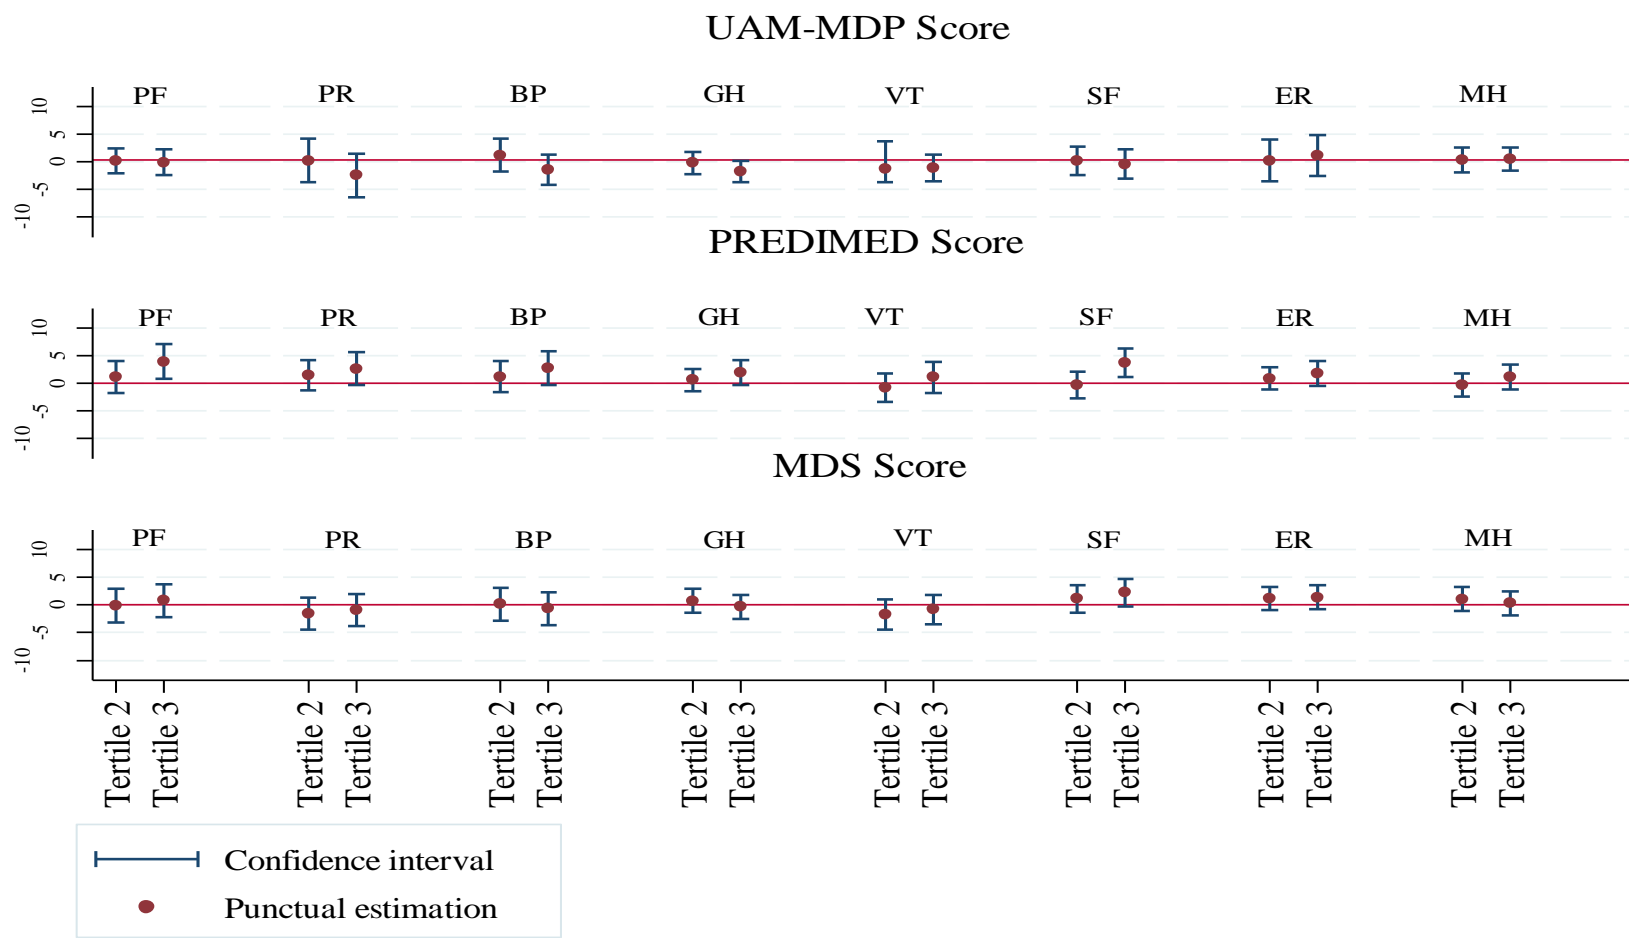 UAM-MDP Score
PF PR BP GH VT SF ER MH
10
5
0
-5
-10
PREDIMED Score
PF PR BP GH VT SF ER MH
10
5
0
-5
-10
MDS Score
PF PR BP GH VT SF ER MH
10
5
0
-5
-10
Tertile 2
Tertile 3
Tertile 2
Tertile 3
Tertile 2
Tertile 3
Tertile 2
Tertile 3
Tertile 2
Tertile 3
Tertile 2
Tertile 3
Tertile 2
Tertile 3
Tertile 2
Tertile 3
Confidence interval
Punctual estimation